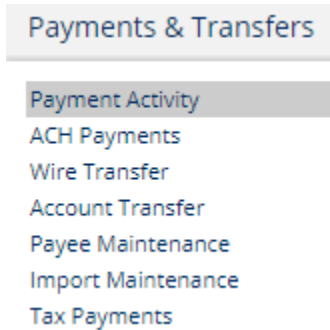 Payments & Transfers
Payment Activity
ACH Payments
Wire Transfer
Account Transfer
Payee Maintenance
Import Maintenance
Tax Payments